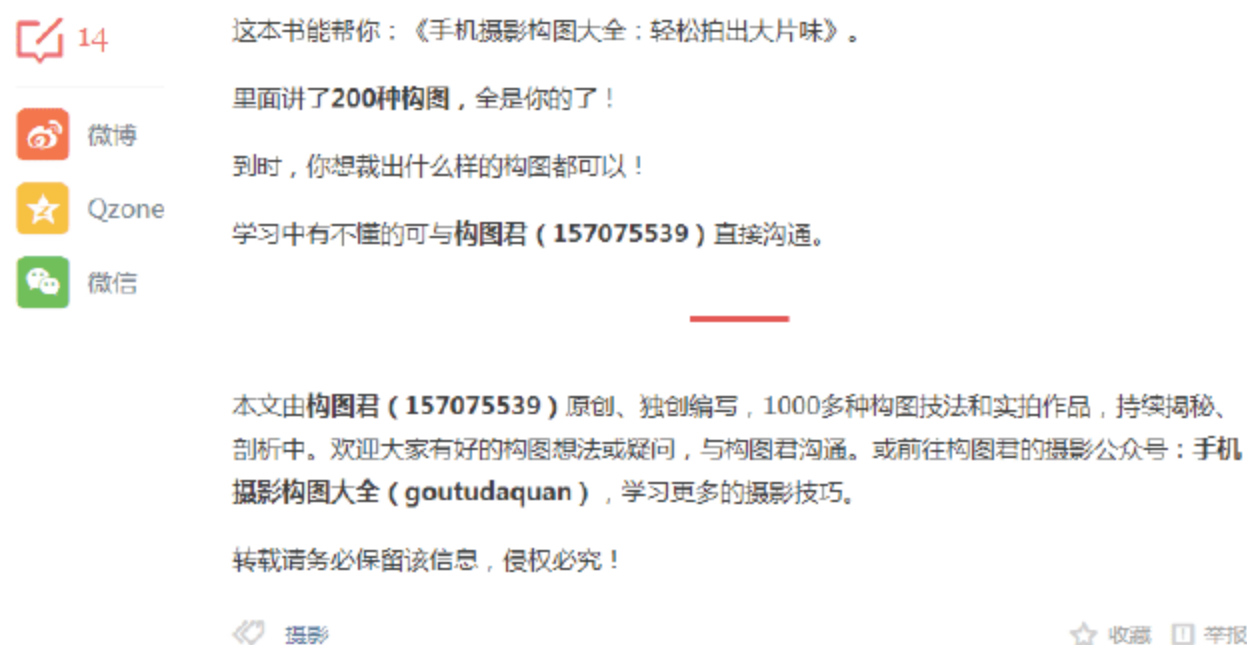 14
微博
Qzone
微信
这本书能帮你：《手机摄影构图大全：轻松拍出大片味》。
里面讲了200种构图，全是你的了！
到时，你想裁出什么样的构图都可以！
学习中有不懂的可与构图君（157075539）直接沟通。
本文由构图君（157075539）原创、独创编写，1000多种构图技法和实拍作品，持续揭秘、
剖析中。欢迎大家有好的构图想法或疑问，与构图君沟通。或前往构图君的摄影公众号：手机
摄影构图大全（goutudaquan），学习更多的摄影技巧。
转载请务必保留该信息，侵权必究！
摄影
收藏
举报